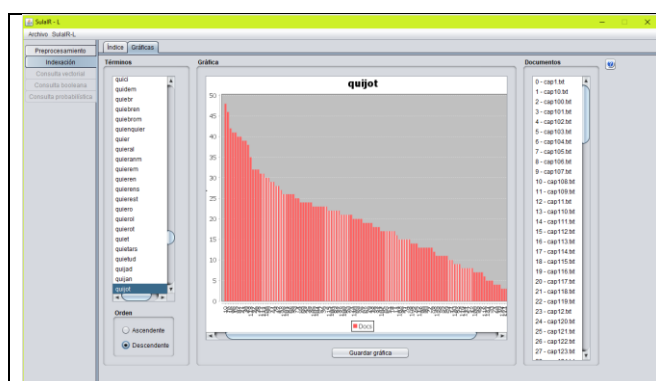 SulaIR - L
Archivo SulaIR-L
Preprocesamiento
Indexación
Consulta vectorial
Consulta booleana
Consulta probabilística
Índice Gráficas
Términos
quici
quidem
quiebr
quiebren
quiebrom
quienquier
quier
quieral
quieranm
quierem
quieren
quierens
quierest
quiero
quierol
quierot
quiet
quietars
quietud
quijad
quijan
quijot
Orden
Ascendente
Descendente
Gráfica
quijot
50
45
40
35
30
25
20
15
10
5
0
Docs
Guardar gráfica
Documentos
0 - cap1.txt
1 - cap10.txt
2 - cap100.txt
3 - cap101.txt
4 - cap102.txt
5 - cap103.txt
6 - cap104.txt
7 - cap105.txt
8 - cap106.txt
9 - cap107.txt
10 - cap108.txt
11 - cap109.txt
12 - cap11.txt
13 - cap110.txt
14 - cap111.txt
15 - cap112.txt
16 - cap113.txt
17 - cap114.txt
18 - cap115.txt
19 - cap116.txt
20 - cap117.txt
21 - cap118.txt
22 - cap119.txt
23 - cap12.txt
24 - cap120.txt
25 - cap121.txt
26 - cap122.txt
27 - cap123.txt